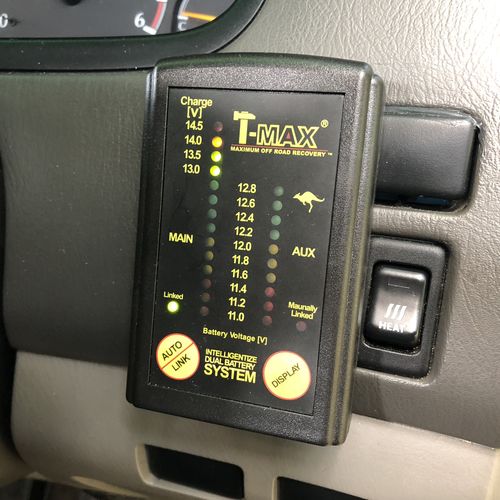 6
Charge
[V]
T-MAX®
MAXIMUM OFF ROAD RECOVERY™
14.5
14.0
13.5
13.0
12.8
12.6
12.4
12.2
12.0
11.8
11.6
11.4
11.2
11.0
MAIN
AUX
Linked
Maunally
Linked
Battery Voltage [V]
AUTO
LINK
INTELLIGENTIZE
DUAL BATTERY
SYSTEM
DISPLAY
HEAT